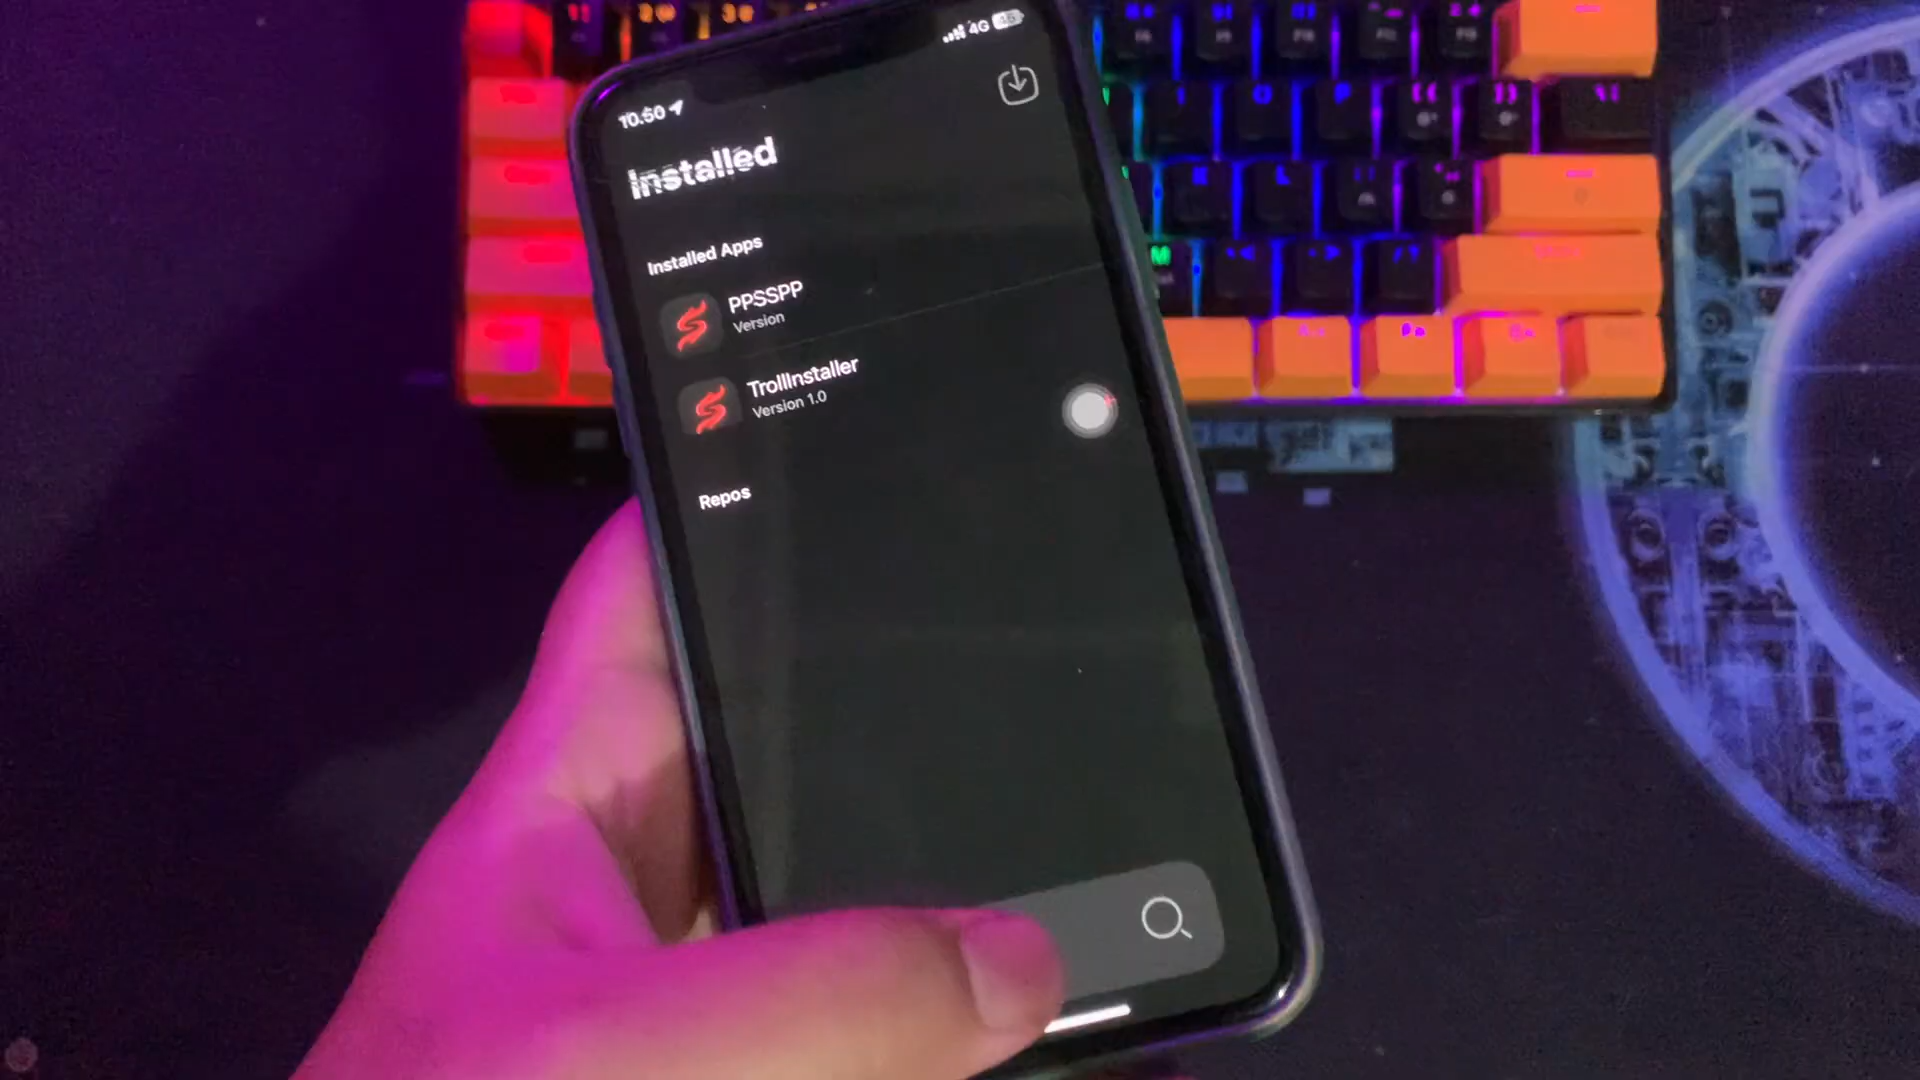 10.50
4G
Installed
Installed Apps
PPSSPP
Version
TrollInstaller
Version 1.0
Repos
M